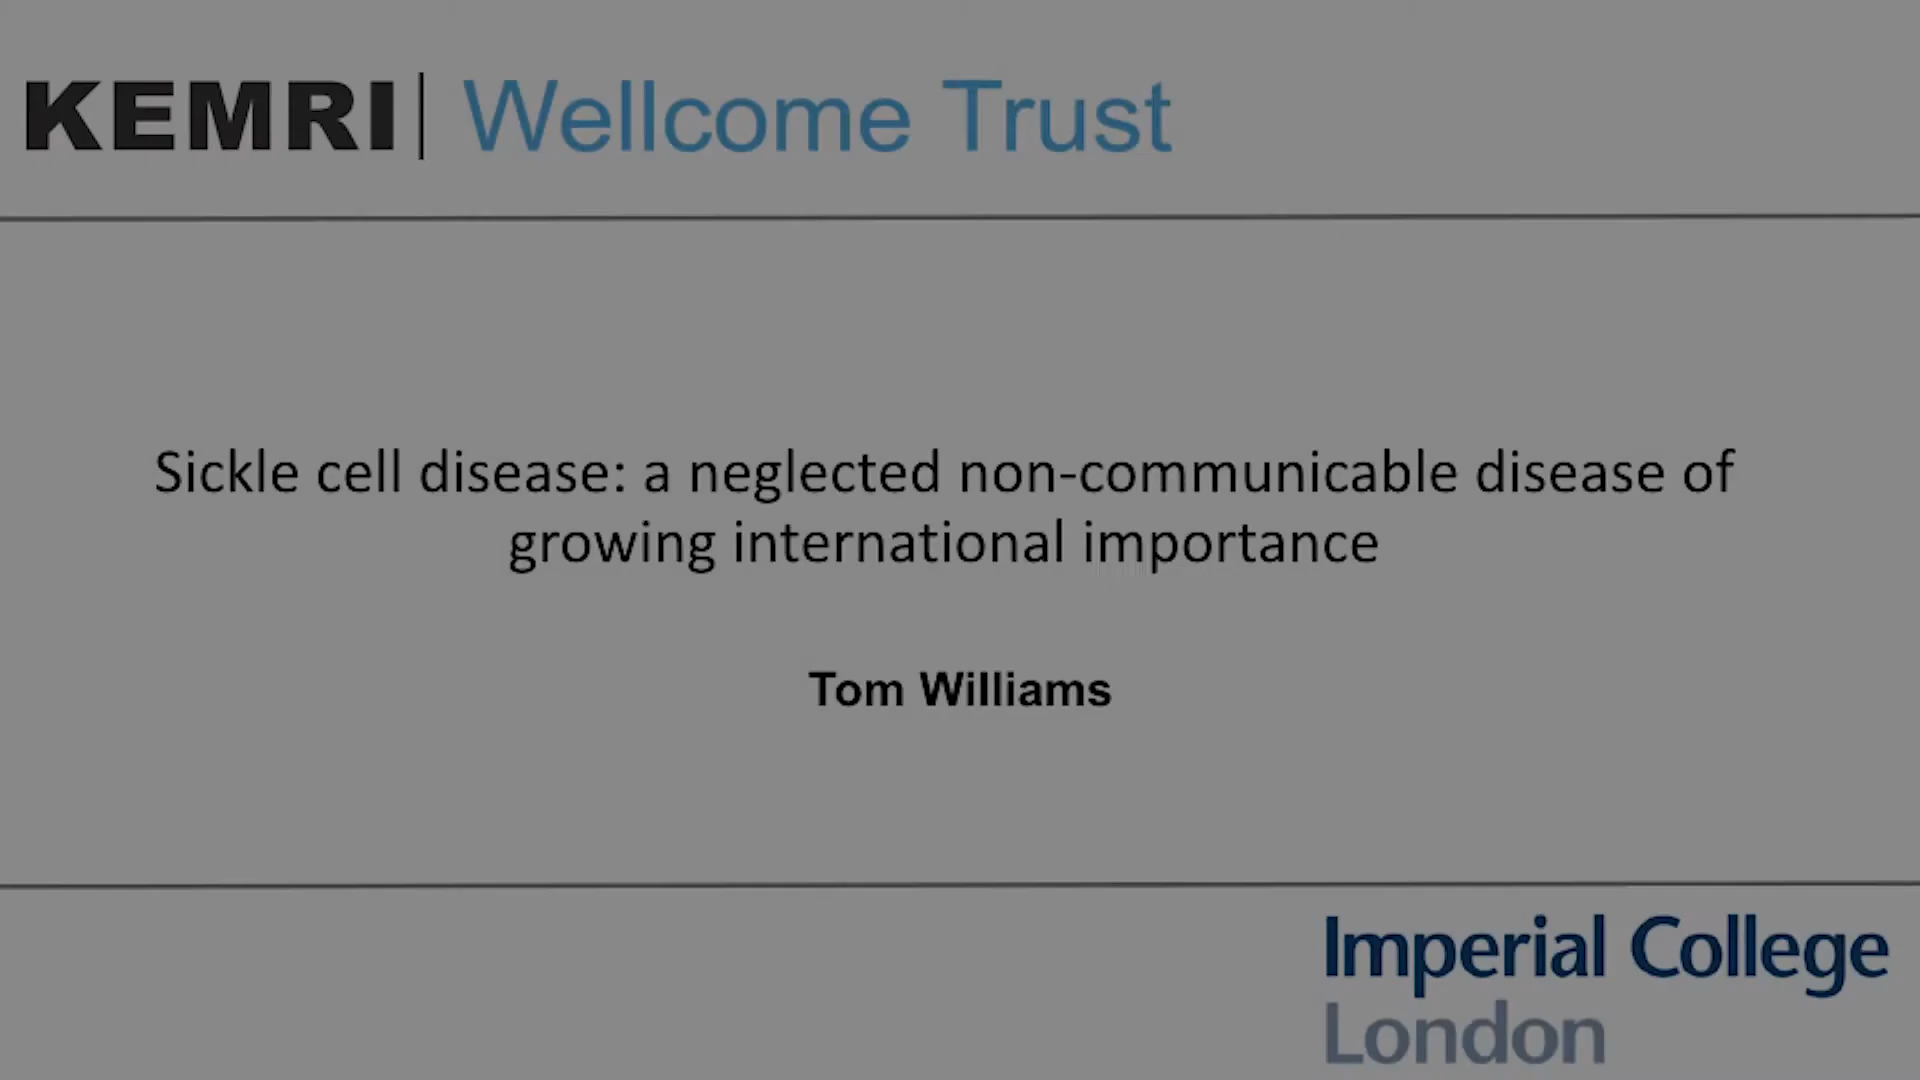 KEMRI | Wellcome Trust
Sickle cell disease: a neglected non-communicable disease of
growing international importance
Tom Williams
Imperial College
London